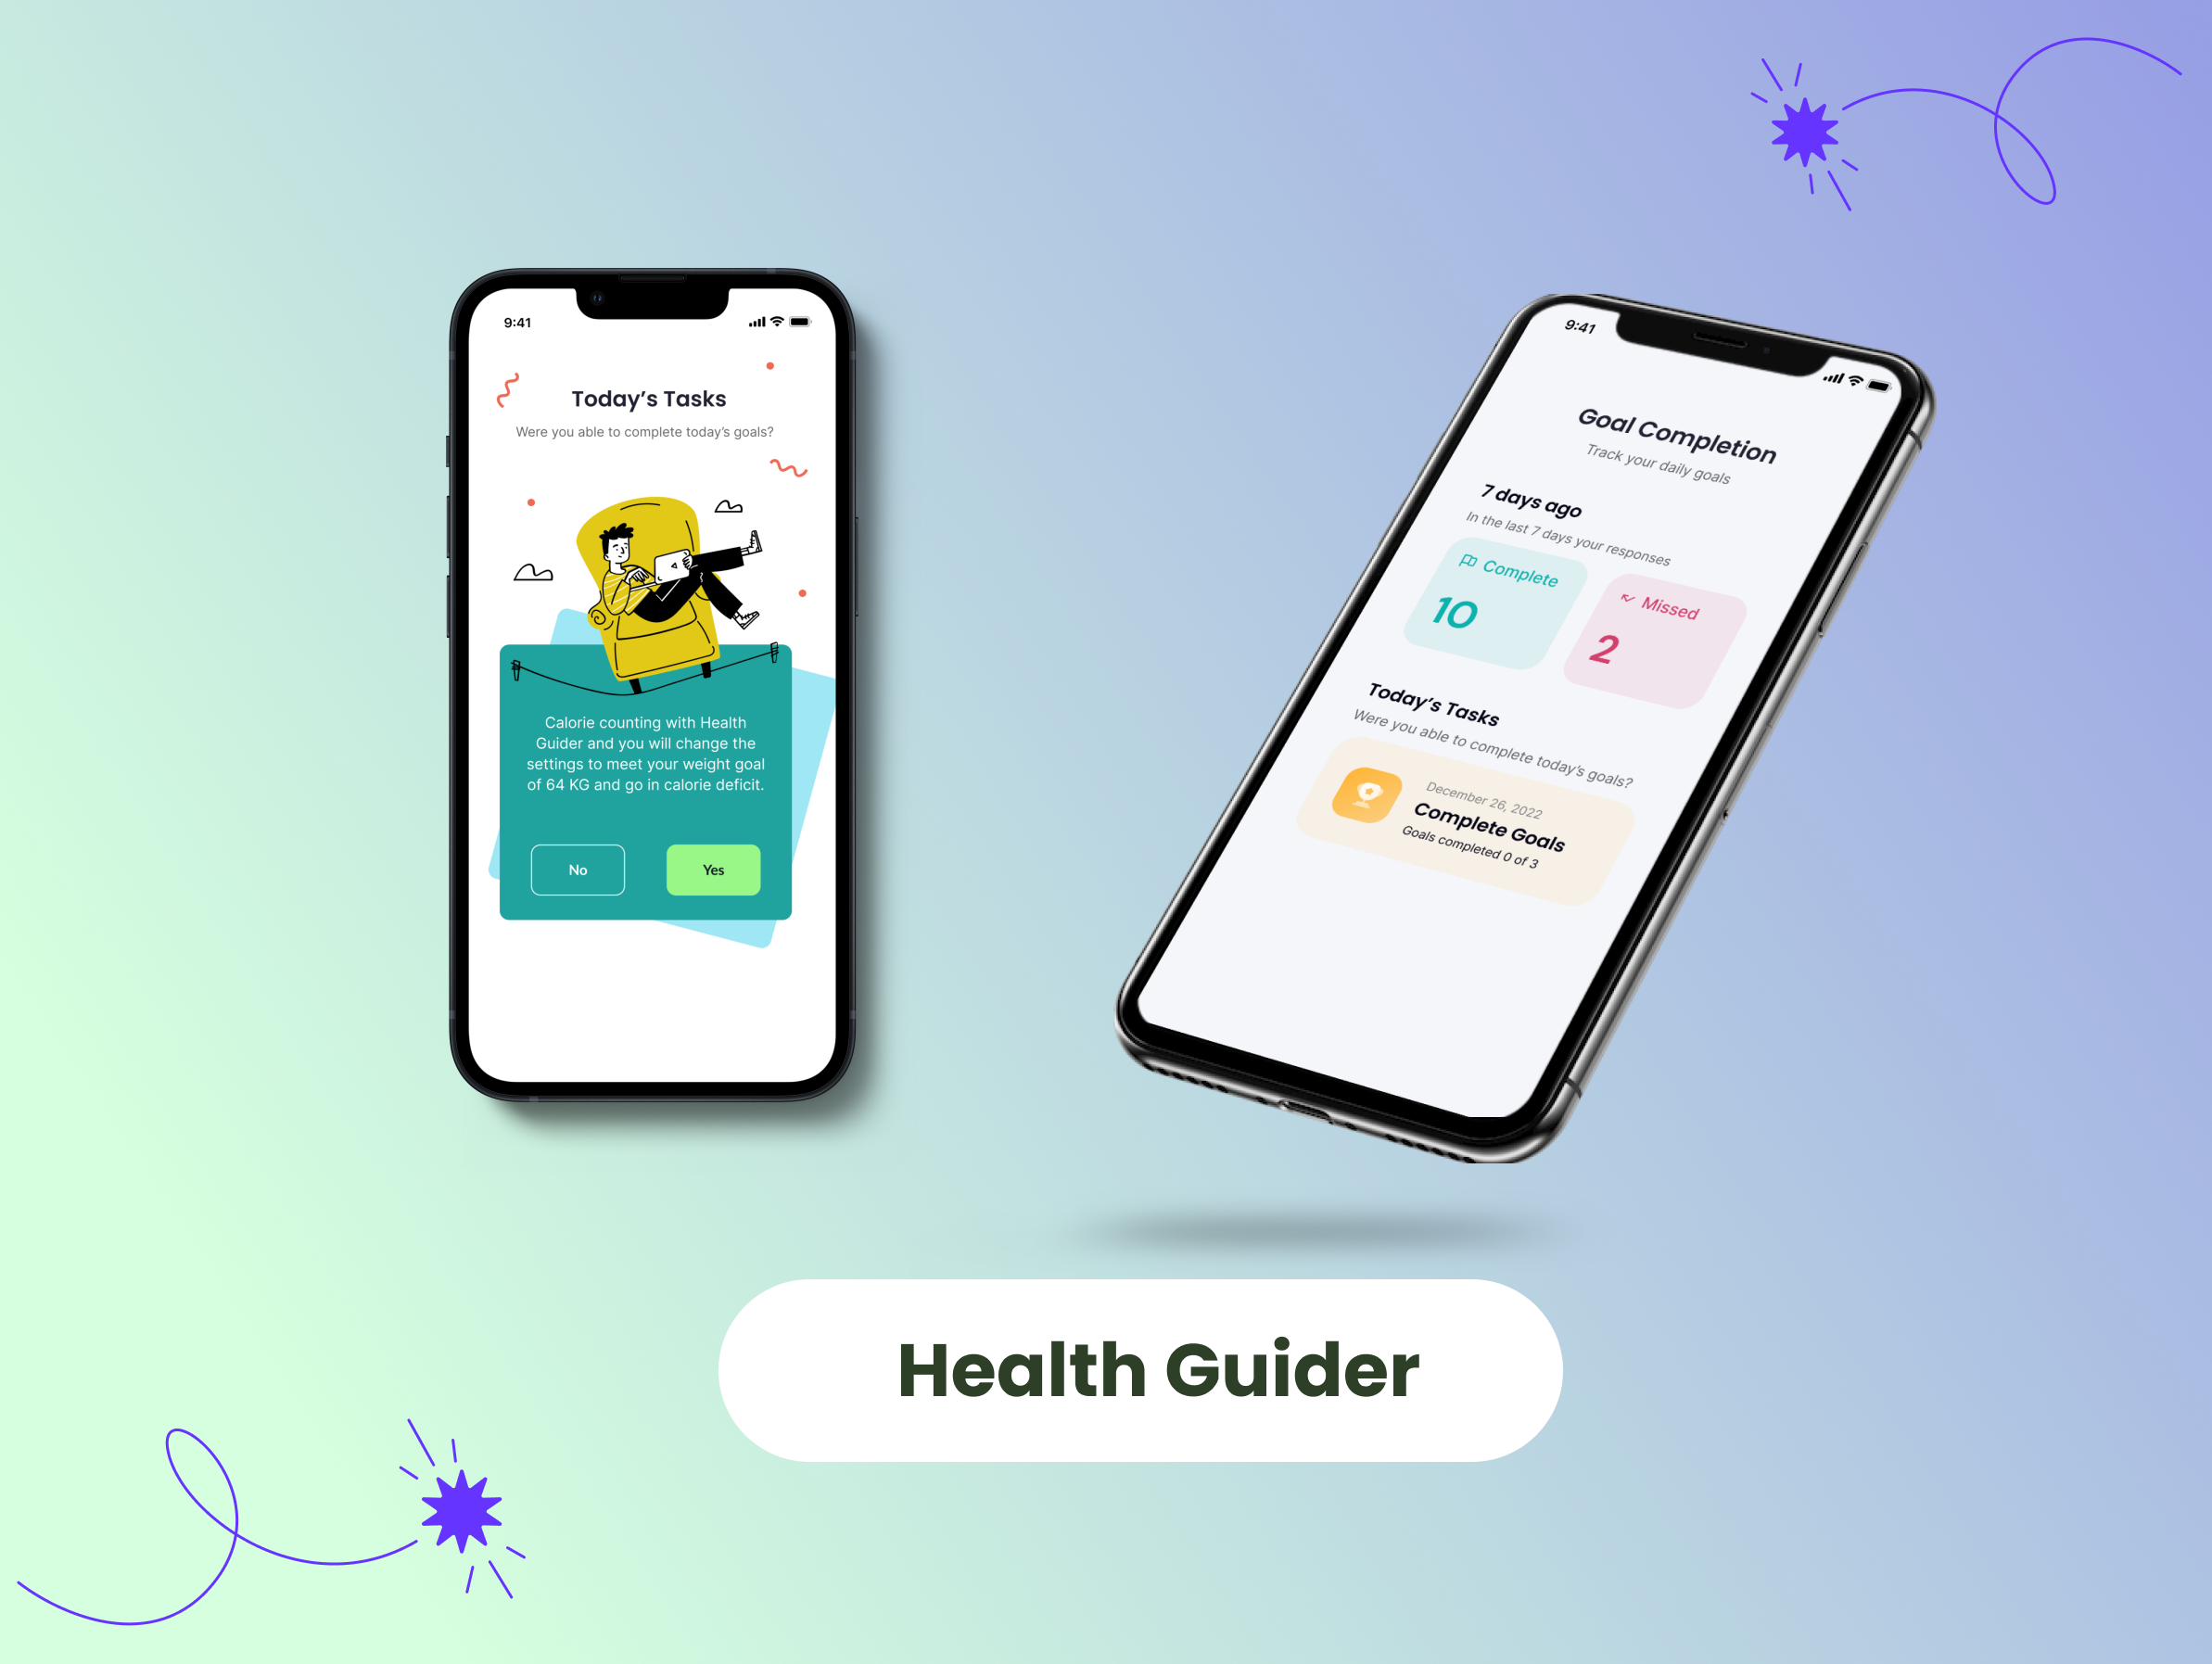 9:41
Today's Tasks
Were you able to complete today's goals?
Calorie counting with Health
Guider and you will change the
settings to meet your weight goal
of 64 KG and go in calorie deficit.
No
Yes
9:41
Goal Completion
Track your daily goals
7 days ago
In the last 7 days your responses
Complete
10
Missed
2
Today's Tasks
Were you able to complete today's goals?
December 26, 2022
Complete Goals
Goals completed 0 of 3
Health Guider